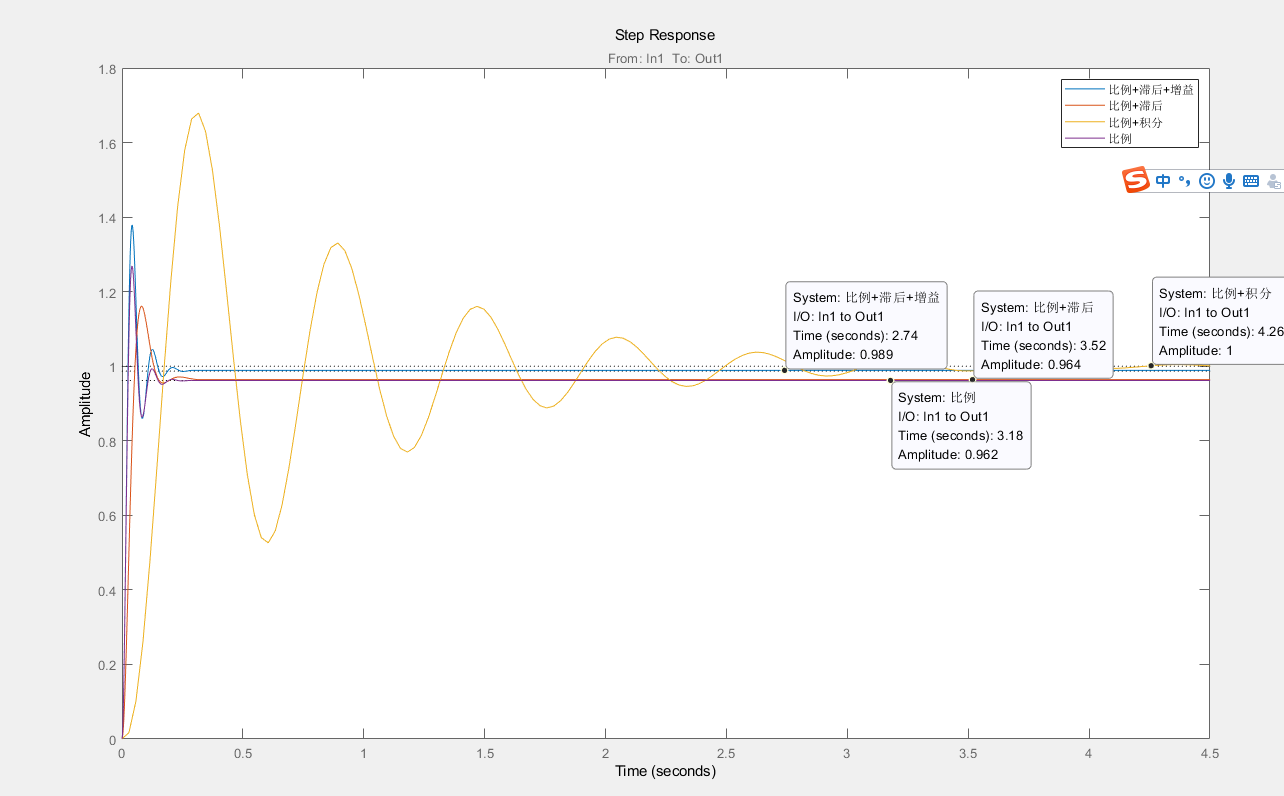 Step Response
From: In1 To: Out1
比例+滞后+增益
比例+滞后
比例+积分
比例
中
System: 比例+滞后+增益
I/O: In1 to Out1
Time (seconds): 2.74
Amplitude: 0.989
System: 比例+滞后
I/O: In1 to Out1
Time (seconds): 3.52
Amplitude: 0.964
System: 比例+积分
I/O: In1 to Out1
Time (seconds): 4.26
Amplitude: 1
System: 比例
I/O: In1 to Out1
Time (seconds): 3.18
Amplitude: 0.962
Amplitude
1.8
1.6
1.4
1.2
1
0.8
0.6
0.4
0.2
0
0 0.5 1 1.5 2 2.5 3 3.5 4 4.5
Time (seconds)